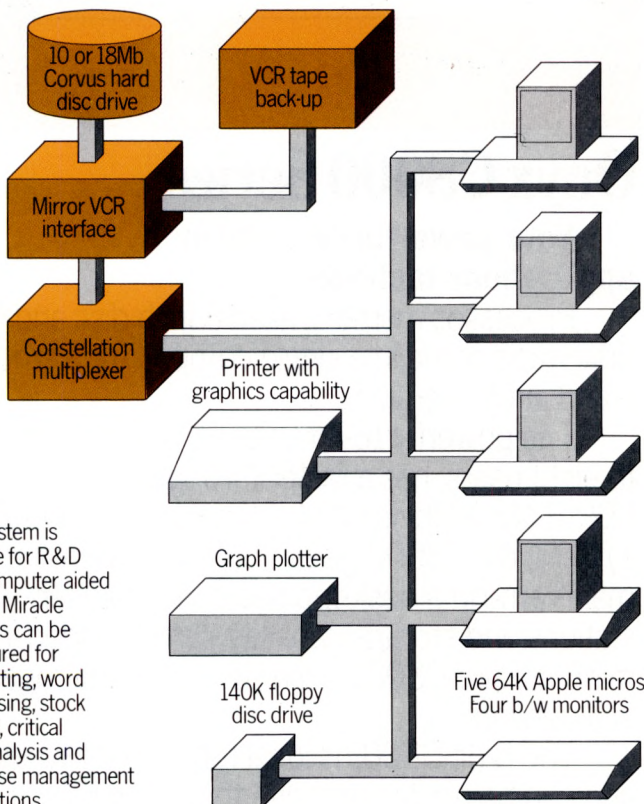 10 or 18Mb
Corvus hard
disc drive
VCR tape
back-up
Mirror VCR
interface
Constellation
multiplexer
Printer with
graphics capability
Graph plotter
140K floppy
disc drive
Five 64K Apple micros
Four b/w monitors
stem is
e for R&D
mputer aided
Miracle
s can be
ured for
ting, word
sing, stock
, critical
nalysis and
se management
tions